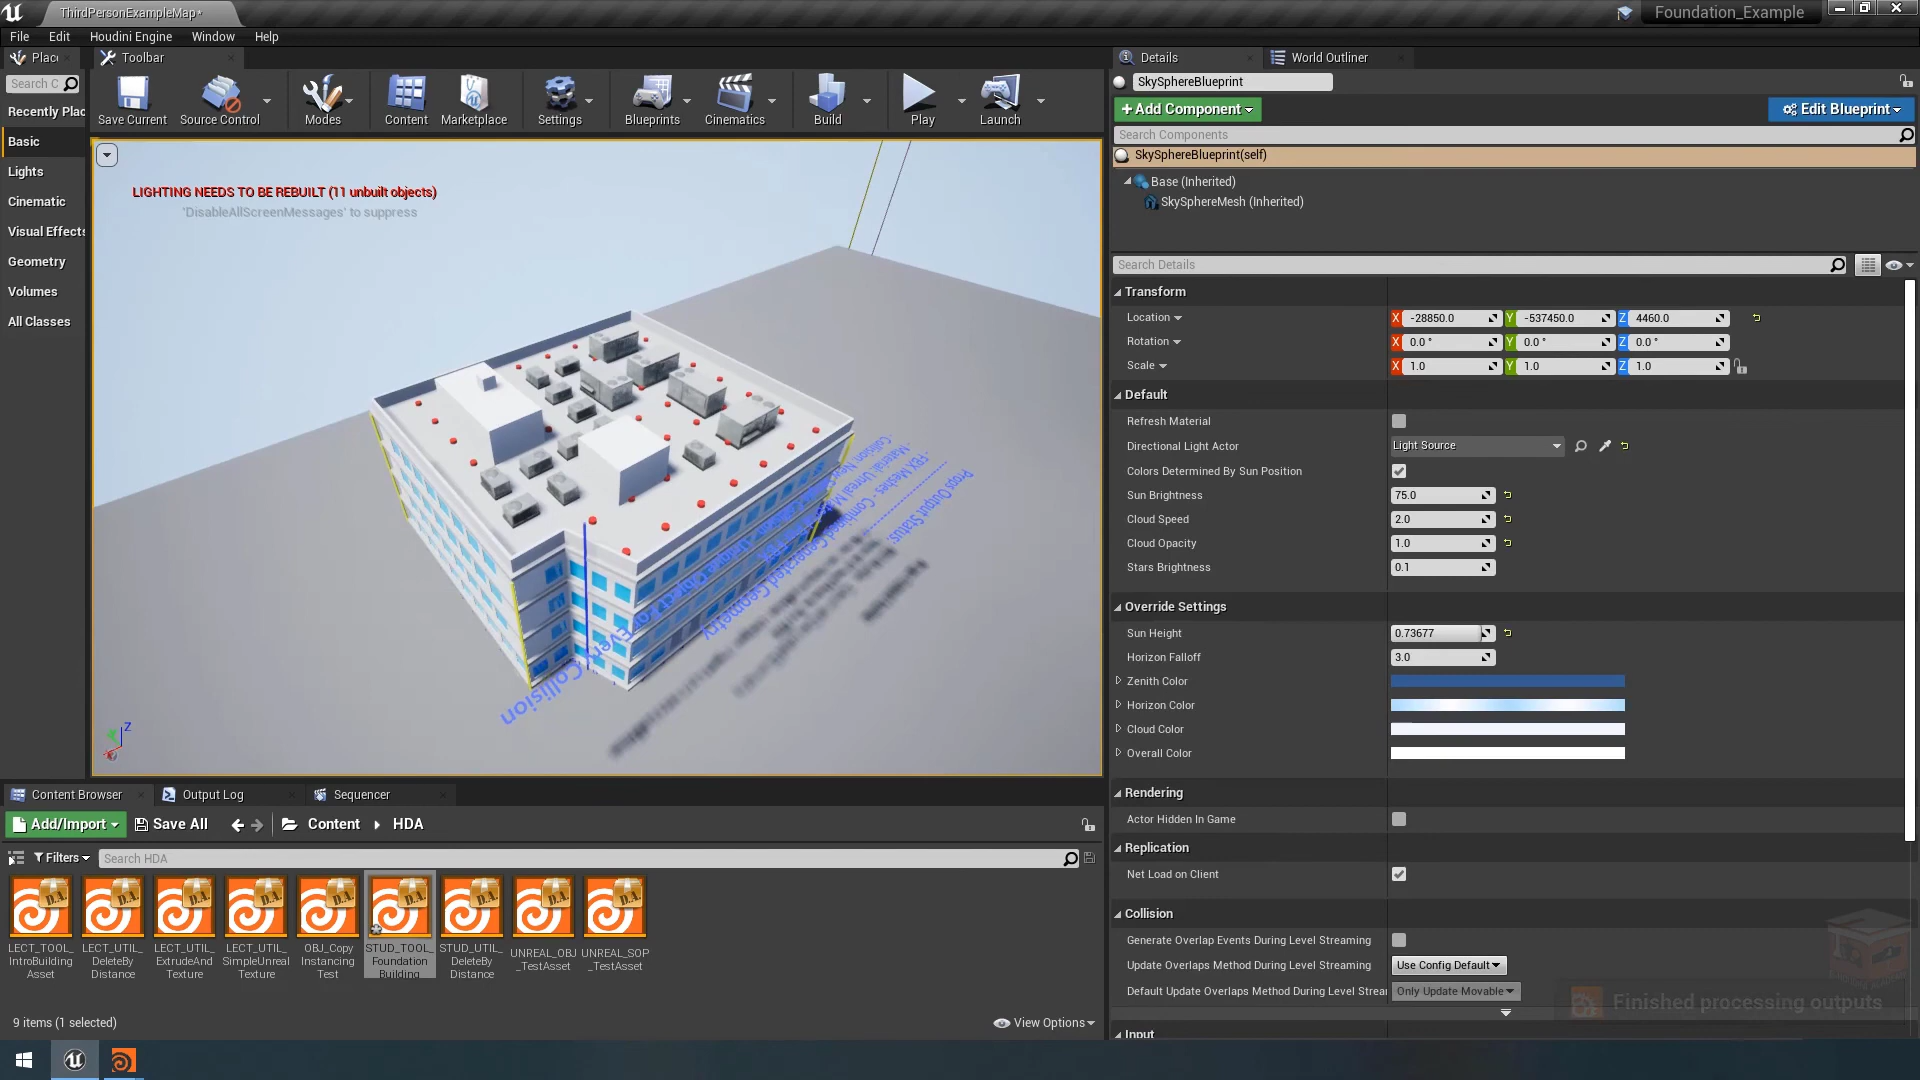 ThirdPersonExampleMap*
Foundation_Example
File Edit Houdini Engine Window Help
Place
Toolbar
Details
World Outliner
Search C
SkySphereBlueprint
Recently Plac
Save Current
Source Control
Modes
Content
Marketplace
Settings
Blueprints
Cinematics
Build
Play
Launch
+ Add Component
Edit Blueprint
Search Components
Basic
SkySphereBlueprint(self)
Lights
Base (Inherited)
LIGHTING NEEDS TO BE REBUILT (11 unbuilt objects)
Cinematic
SkySphereMesh (Inherited)
'DisableAllScreenMessages' to suppress
Visual Effects
Geometry
Search Details
Volumes
Transform
All Classes
Location X -28850.0 Y -537450.0 Z 4460.0
Rotation X 0.0 ° Y 0.0 ° Z 0.0 °
Scale X 1.0 Y 1.0 Z 1.0
Default
Refresh Material
Directional Light Actor Light Source
Colors Determined By Sun Position
Sun Brightness 75.0
Cloud Speed 2.0
Cloud Opacity 1.0
Stars Brightness 0.1
Override Settings
Sun Height 0.73677
Horizon Falloff 3.0
Zenith Color
Horizon Color
Cloud Color
Overall Color
Props Output Status:
Collision
Z
Rendering
Actor Hidden In Game
Replication
Net Load on Client
Collision
Generate Overlap Events During Level Streaming
Update Overlaps Method During Level Streaming Use Config Default
Default Update Overlaps Method During Level Strear Only Update Movable
Input
Finished processing outputs
Content Browser
Output Log
Sequencer
Add/Import
Save All
Content
HDA
Filters
Search HDA
LECT_TOOL_
IntroBuilding
Asset
LECT_UTIL_
DeleteBy
Distance
LECT_UTIL_
ExtrudeAnd
Texture
LECT_UTIL_
SimpleUnreal
Texture
OBJ_Copy
Instancing
Test
STUD_TOOL_
Foundation
Building
STUD_UTIL_
DeleteBy
Distance
UNREAL_OBJ
_TestAsset
UNREAL_SOP
_TestAsset
9 items (1 selected)
View Options